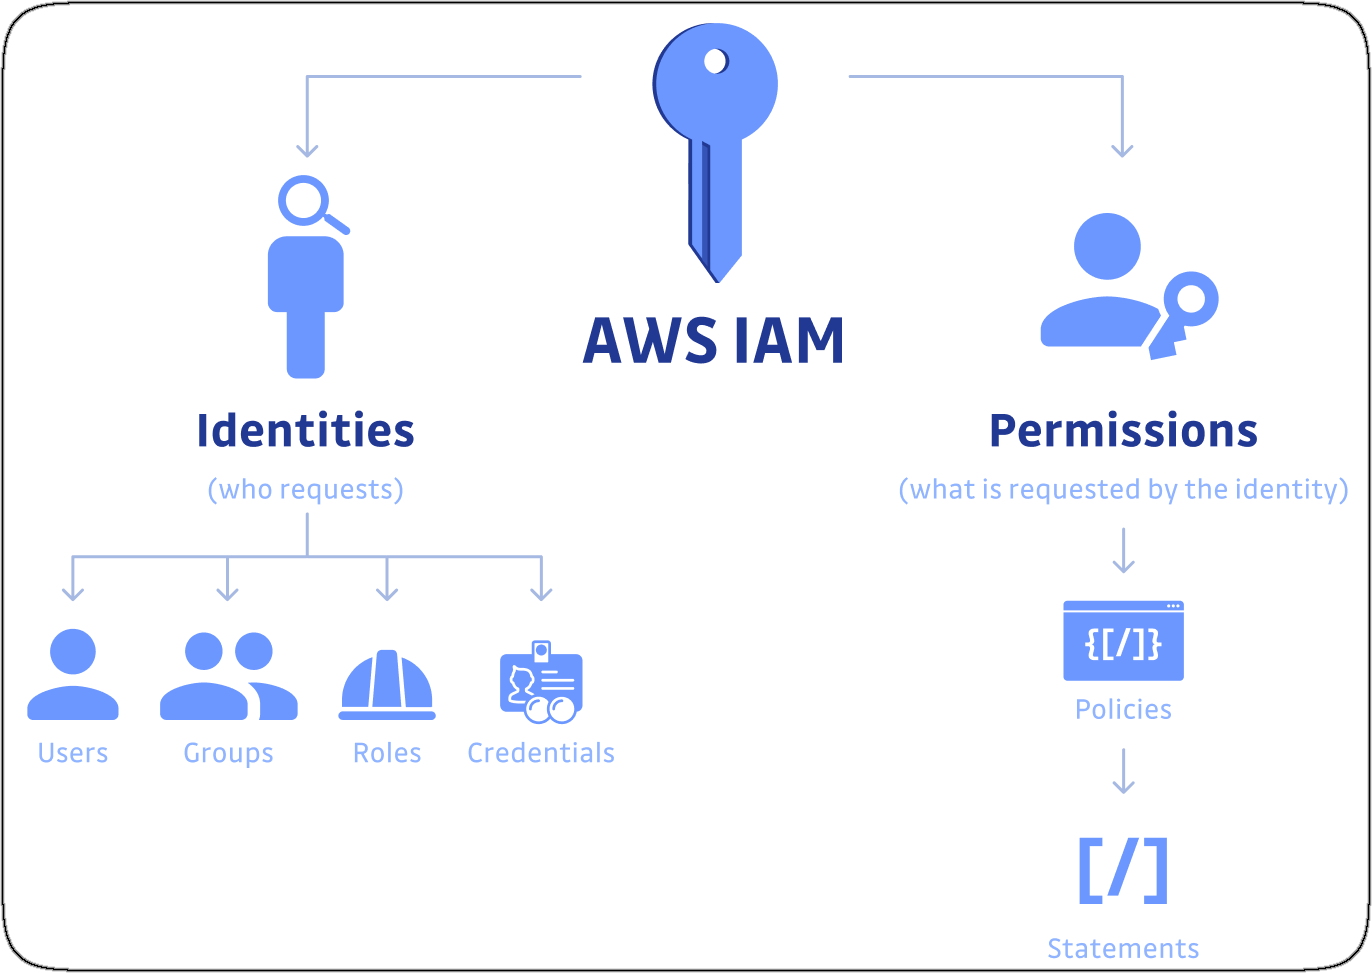 AWS IAM
Identities
(who requests)
Users
Groups
Roles
Credentials
Permissions
(what is requested by the identity)
{[/]}
Policies
[/]
Statements